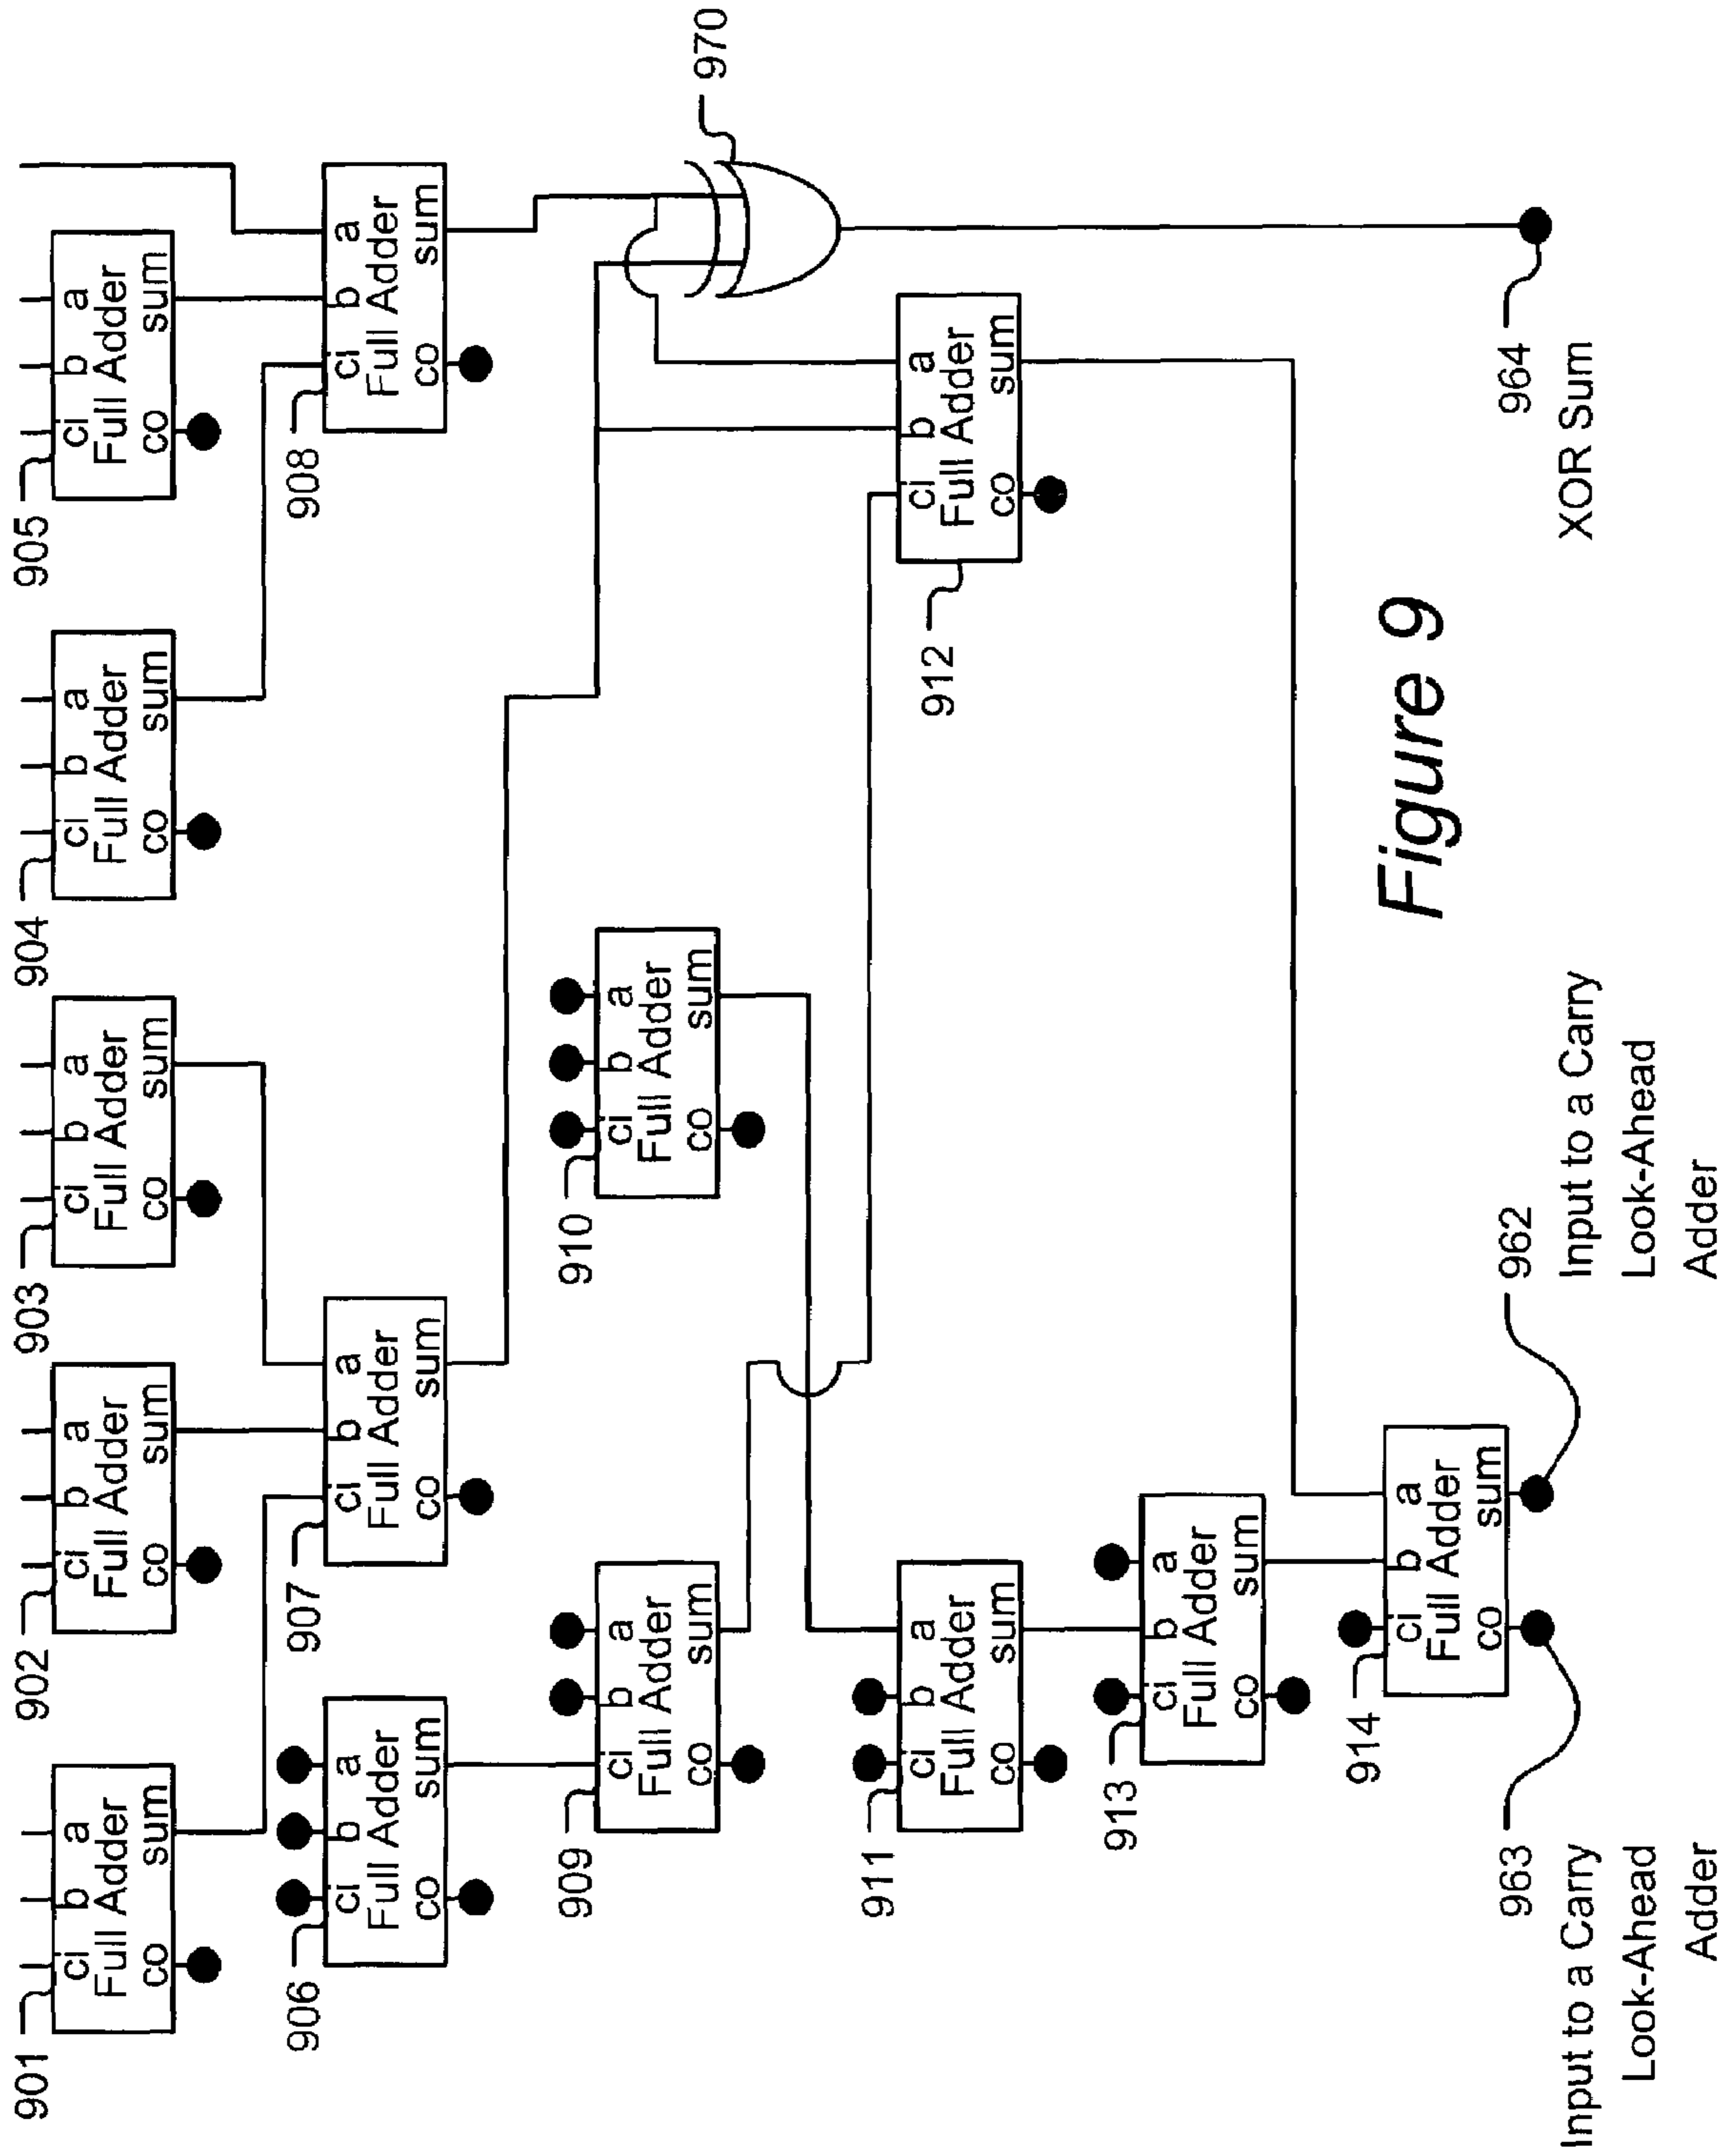 901
ci b a
Full Adder
co sum
902
ci b a
Full Adder
co sum
903
ci b a
Full Adder
co sum
904
ci b a
Full Adder
co sum
905
ci b a
Full Adder
co sum
906
ci b a
Full Adder
co sum
907
ci b a
Full Adder
co sum
908
ci b a
Full Adder
co sum
909
ci b a
Full Adder
co sum
910
ci b a
Full Adder
co sum
970
911
ci b a
Full Adder
co sum
912
ci b a
Full Adder
co sum
913
ci b a
Full Adder
co sum
914
ci b a
Full Adder
co sum
Figure 9
963
Input to a Carry
Look-Ahead
Adder
962
Input to a Carry
Look-Ahead
Adder
964
XOR Sum